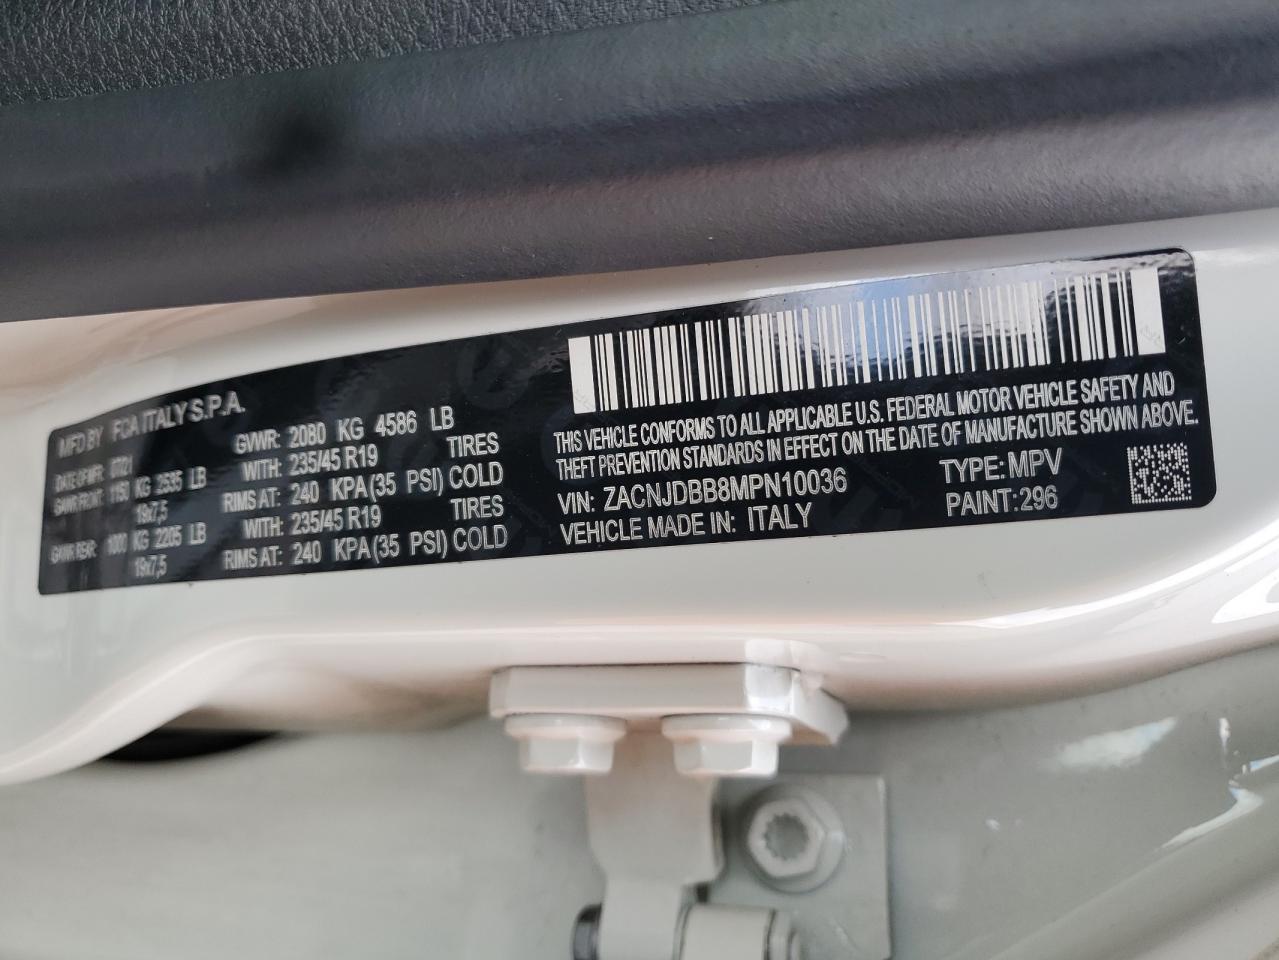 MFD BY FCA ITALY S.P.A.
DATE OF MFR: 07/21 GVWR: 2080 KG 4586 LB
GAWR FRONT: 1150 KG 2535 LB WITH: 235/45 R19 TIRES
19x7,5 RIMS AT: 240 KPA(35 PSI) COLD
GAWR REAR: 1000 KG 2205 LB WITH: 235/45 R19 TIRES
19x7,5 RIMS AT: 240 KPA(35 PSI) COLD
THIS VEHICLE CONFORMS TO ALL APPLICABLE U.S. FEDERAL MOTOR VEHICLE SAFETY AND
THEFT PREVENTION STANDARDS IN EFFECT ON THE DATE OF MANUFACTURE SHOWN ABOVE.
VIN: ZACNJDBB8MPN10036 TYPE: MPV
VEHICLE MADE IN: ITALY PAINT: 296